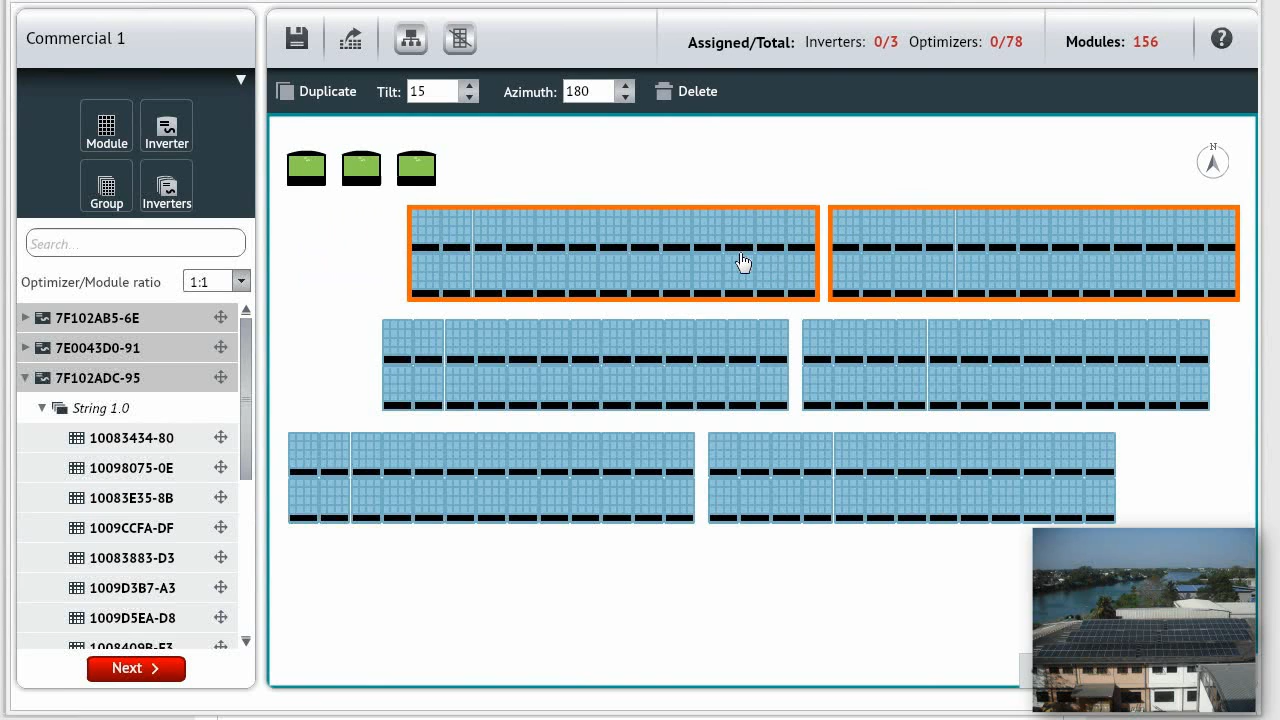 Commercial 1
Assigned/Total: Inverters: 0/3 Optimizers: 0/78 Modules: 156
Duplicate Tilt: 15 Azimuth: 180 Delete
Module Inverter
Group Inverters
Search...
Optimizer/Module ratio 1:1
7F102AB5-6E
7E0043D0-91
7F102ADC-95
String 1.0
10083434-80
10098075-0E
10083E35-8B
1009CCFA-DF
10083883-D3
1009D3B7-A3
1009D5EA-D8
Next
N